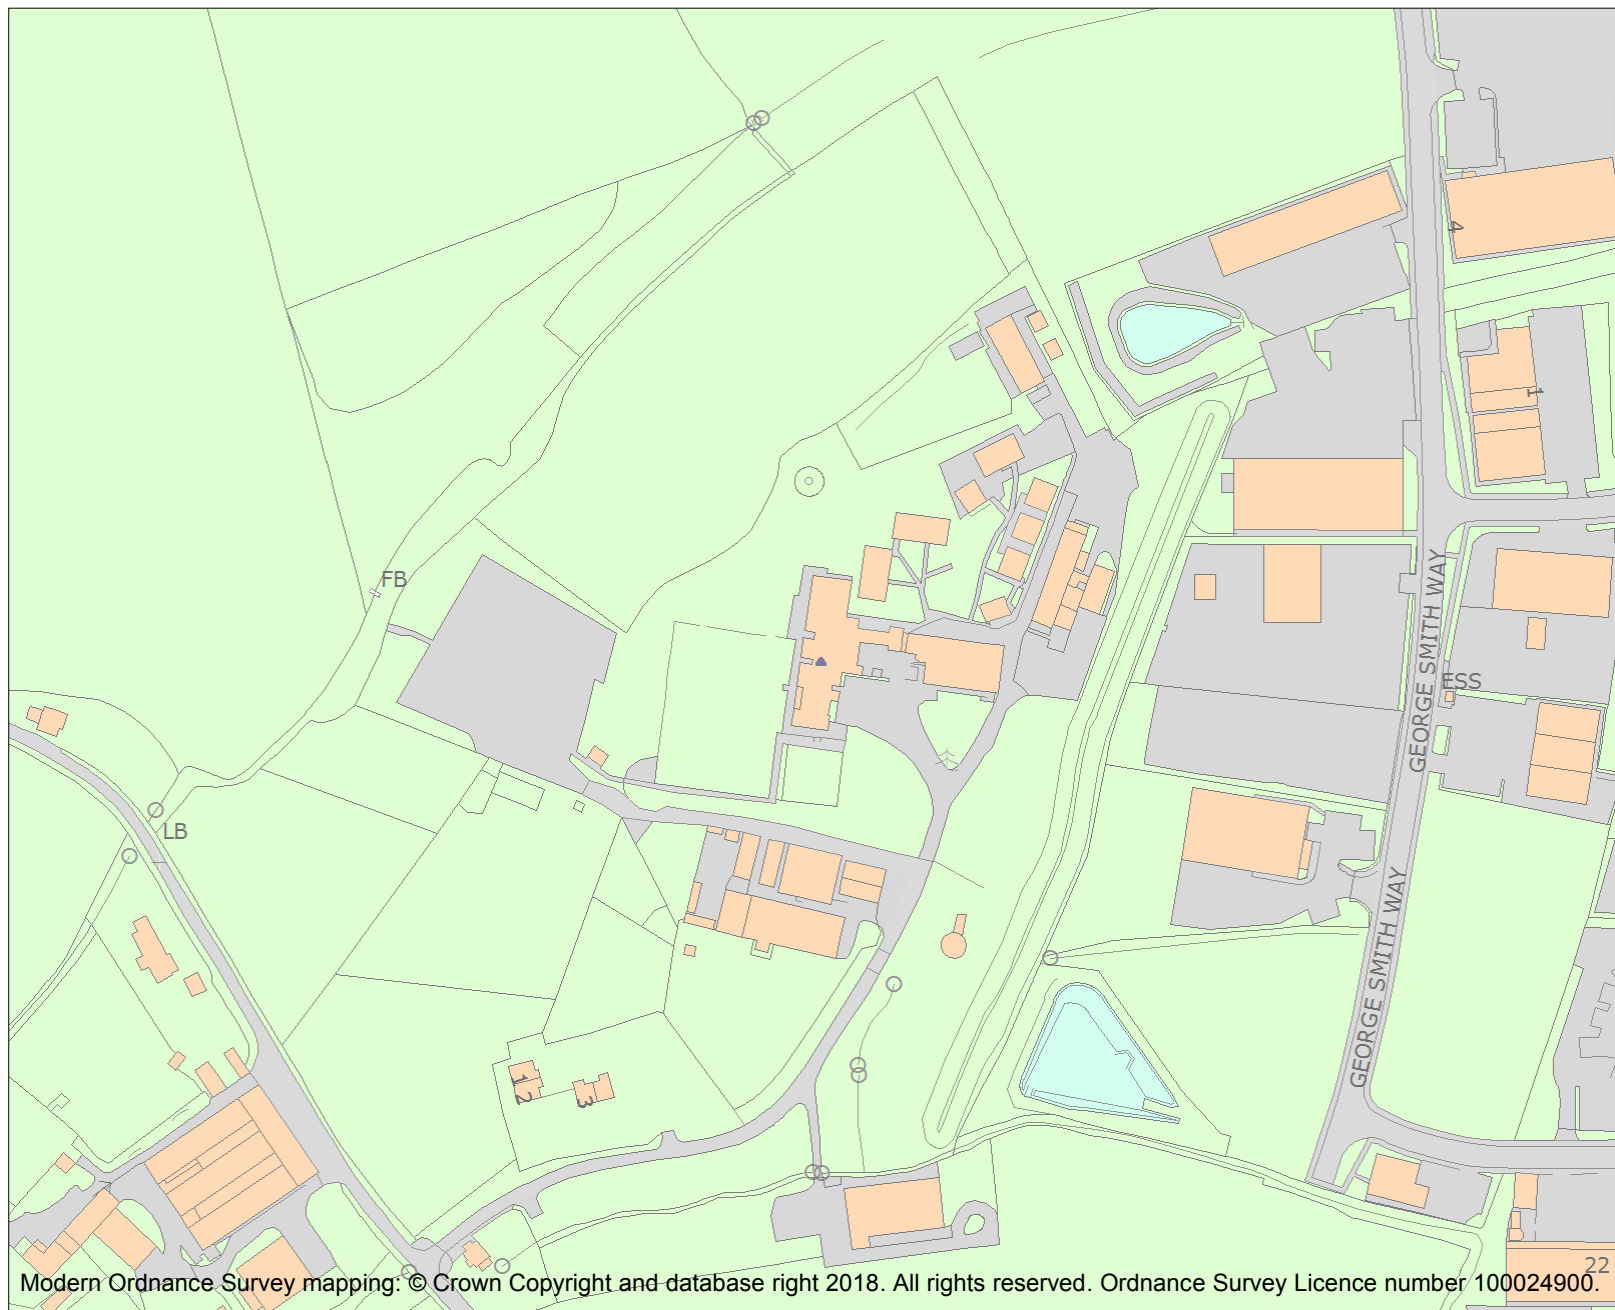 4
1
FB
GEORGE SMITH WAY
ESS
LB
GEORGE SMITH WAY
1
2
3
22
Modern Ordnance Survey mapping: © Crown Copyright and database right 2018. All rights reserved. Ordnance Survey Licence number 100024900.